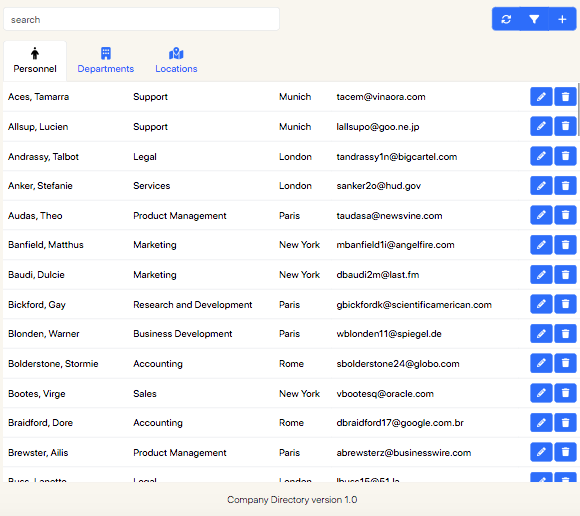 search
Personnel Departments Locations
Aces, Tamarra Support Munich tacem@vinaora.com
Allsup, Lucien Support Munich lallsupo@goo.ne.jp
Andrassy, Talbot Legal London tandrassy1n@bigcartel.com
Anker, Stefanie Services London sanker2o@hud.gov
Audas, Theo Product Management Paris taudasa@newsvine.com
Banfield, Matthus Marketing New York mbanfield1i@angelfire.com
Baudi, Dulcie Marketing New York dbaudi2m@last.fm
Bickford, Gay Research and Development Paris gbickfordk@scientificamerican.com
Blonden, Warner Business Development Paris wblonden11@spiegel.de
Bolderstone, Stormie Accounting Rome sbolderstone24@globo.com
Bootes, Virge Sales New York vbootesq@oracle.com
Braidford, Dore Accounting Rome dbraidford17@google.com.br
Brewster, Ailis Product Management Paris abrewsterz@businesswire.com
Buss, Lanette Legal London lbuss15@51.la
Company Directory version 1.0